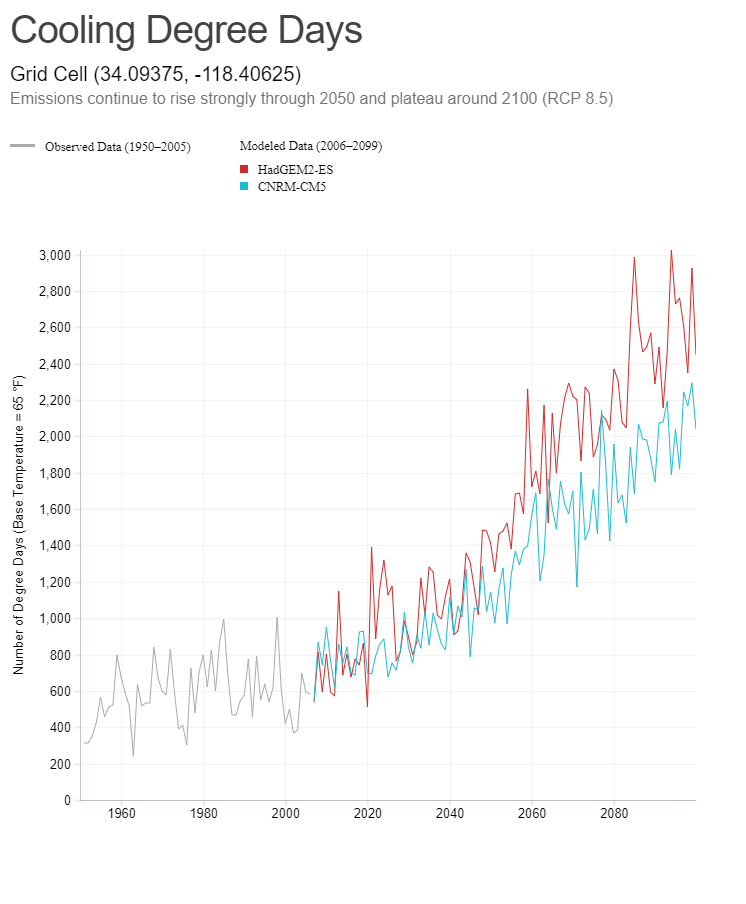 Cooling Degree Days
Grid Cell (34.09375, -118.40625)
Emissions continue to rise strongly through 2050 and plateau around 2100 (RCP 8.5)
Observed Data (1950–2005)
Modeled Data (2006–2099)
HadGEM2-ES
CNRM-CM5
Number of Degree Days (Base Temperature = 65 °F)
3,000
2,800
2,600
2,400
2,200
2,000
1,800
1,600
1,400
1,200
1,000
800
600
400
200
0
1960 1980 2000 2020 2040 2060 2080